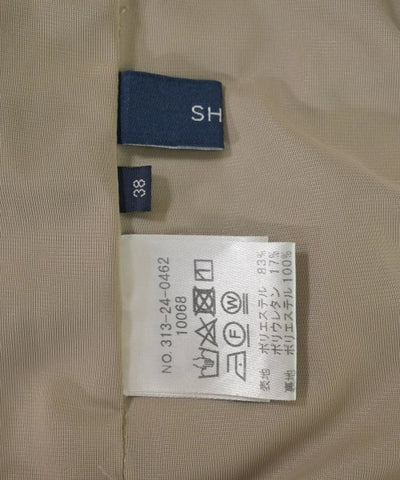 SH
38
NO. 313-24-0462
10068
表地 ポリエステル 83%
ポリウレタン 17%
裏地 ポリエステル 100%